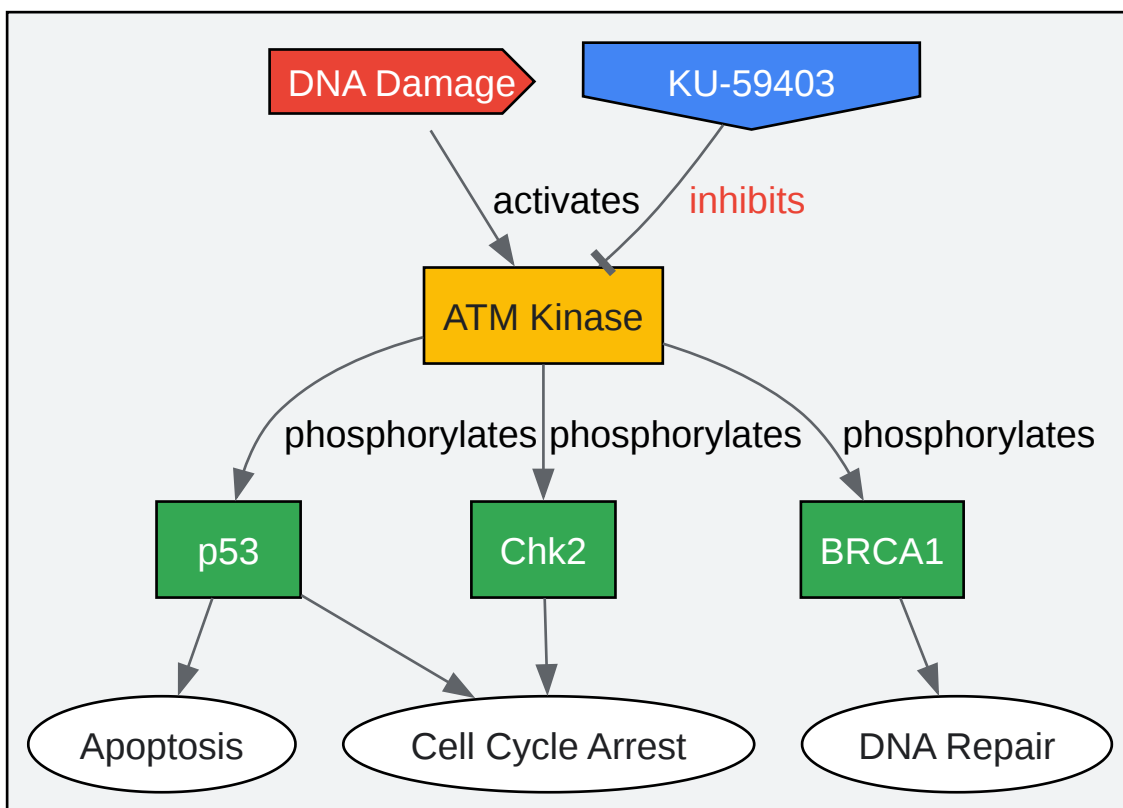 DNA Damage
KU-59403
activates
inhibits
ATM Kinase
phosphorylates
phosphorylates
phosphorylates
p53
Chk2
BRCA1
Apoptosis
Cell Cycle Arrest
DNA Repair